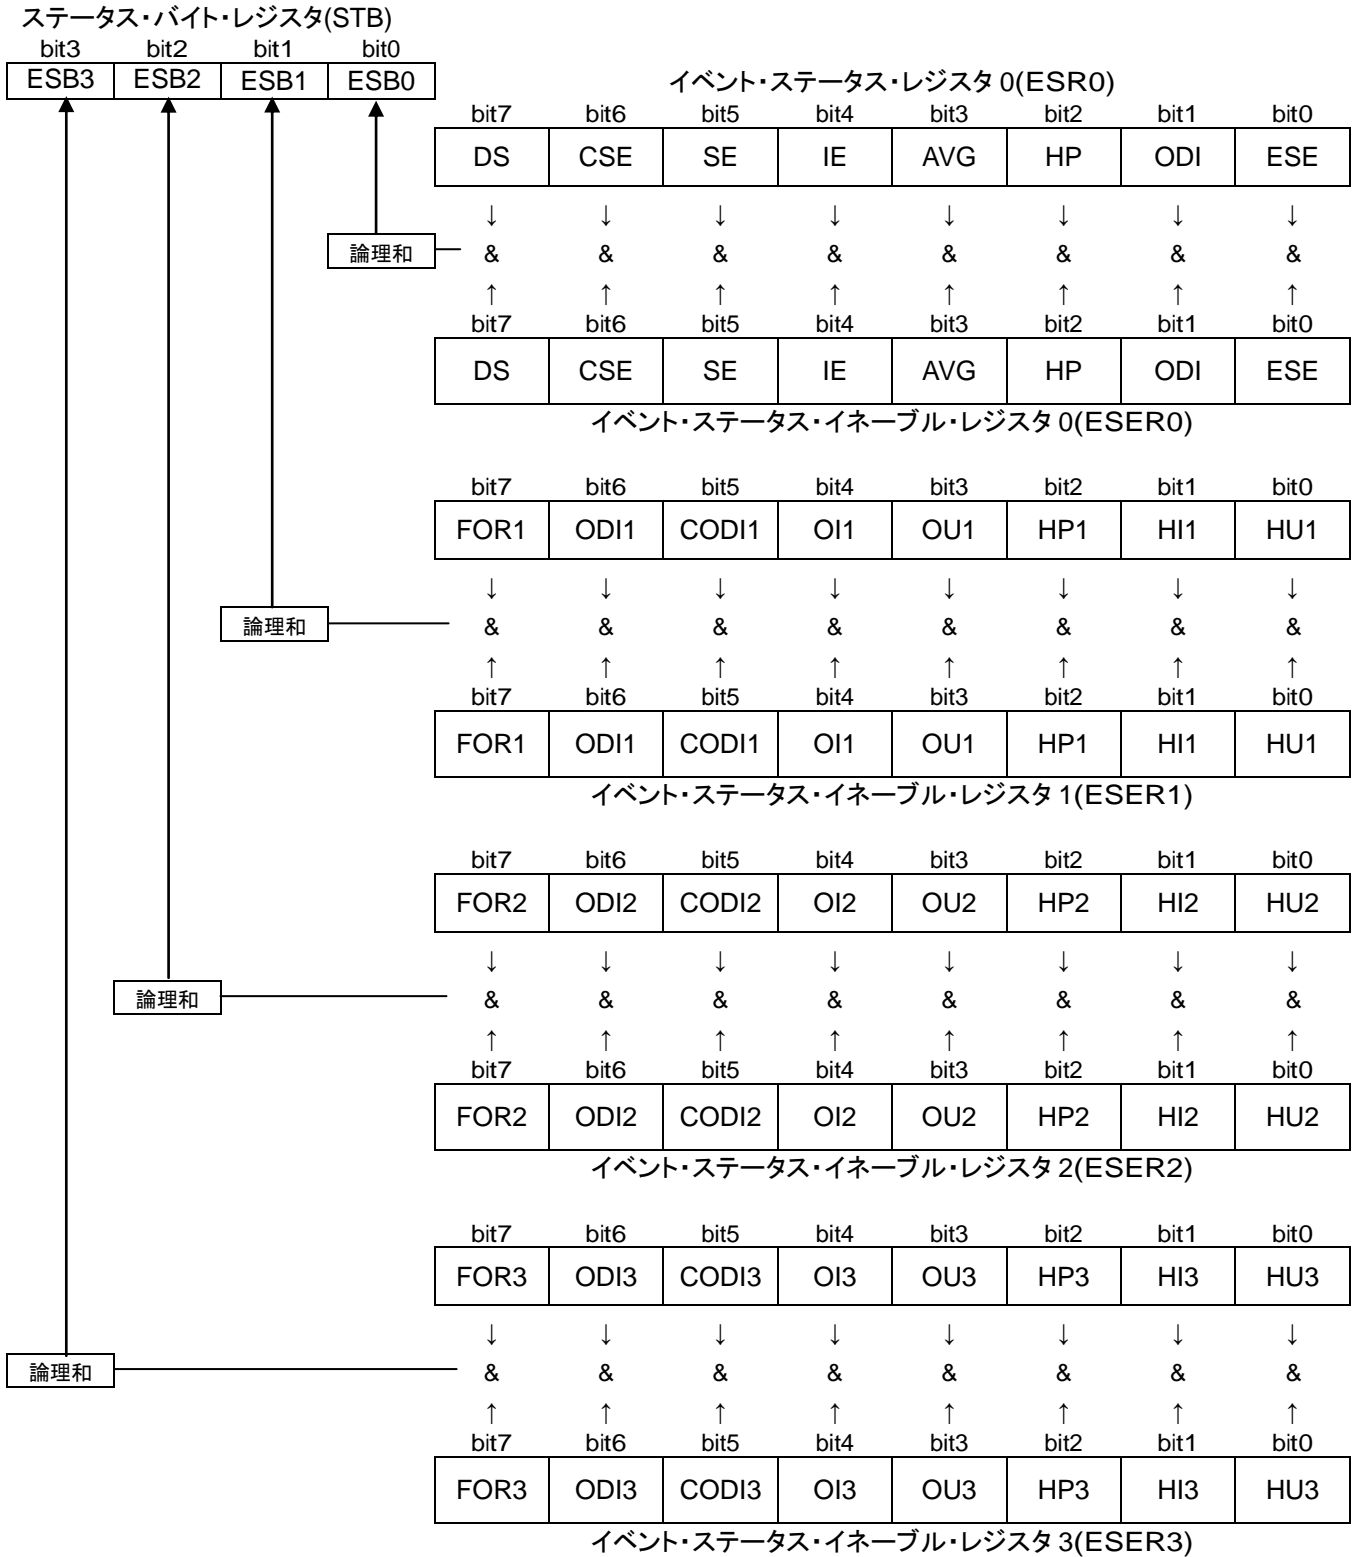 ステータス・バイト・レジスタ(STB)
bit3 bit2 bit1 bit0
ESB3 ESB2 ESB1 ESB0
イベント・ステータス・レジスタ 0(ESR0)
bit7 bit6 bit5 bit4 bit3 bit2 bit1 bit0
DS CSE SE IE AVG HP ODI ESE
↓ ↓ ↓ ↓ ↓ ↓ ↓ ↓
論理和 & & & & & & & &
↑ ↑ ↑ ↑ ↑ ↑ ↑ ↑
bit7 bit6 bit5 bit4 bit3 bit2 bit1 bit0
DS CSE SE IE AVG HP ODI ESE
イベント・ステータス・イネーブル・レジスタ 0(ESER0)
bit7 bit6 bit5 bit4 bit3 bit2 bit1 bit0
FOR1 ODI1 CODI1 OI1 OU1 HP1 HI1 HU1
↓ ↓ ↓ ↓ ↓ ↓ ↓ ↓
論理和 & & & & & & & &
↑ ↑ ↑ ↑ ↑ ↑ ↑ ↑
bit7 bit6 bit5 bit4 bit3 bit2 bit1 bit0
FOR1 ODI1 CODI1 OI1 OU1 HP1 HI1 HU1
イベント・ステータス・イネーブル・レジスタ 1(ESER1)
bit7 bit6 bit5 bit4 bit3 bit2 bit1 bit0
FOR2 ODI2 CODI2 OI2 OU2 HP2 HI2 HU2
↓ ↓ ↓ ↓ ↓ ↓ ↓ ↓
論理和 & & & & & & & &
↑ ↑ ↑ ↑ ↑ ↑ ↑ ↑
bit7 bit6 bit5 bit4 bit3 bit2 bit1 bit0
FOR2 ODI2 CODI2 OI2 OU2 HP2 HI2 HU2
イベント・ステータス・イネーブル・レジスタ 2(ESER2)
bit7 bit6 bit5 bit4 bit3 bit2 bit1 bit0
FOR3 ODI3 CODI3 OI3 OU3 HP3 HI3 HU3
↓ ↓ ↓ ↓ ↓ ↓ ↓ ↓
論理和 & & & & & & & &
↑ ↑ ↑ ↑ ↑ ↑ ↑ ↑
bit7 bit6 bit5 bit4 bit3 bit2 bit1 bit0
FOR3 ODI3 CODI3 OI3 OU3 HP3 HI3 HU3
イベント・ステータス・イネーブル・レジスタ 3(ESER3)